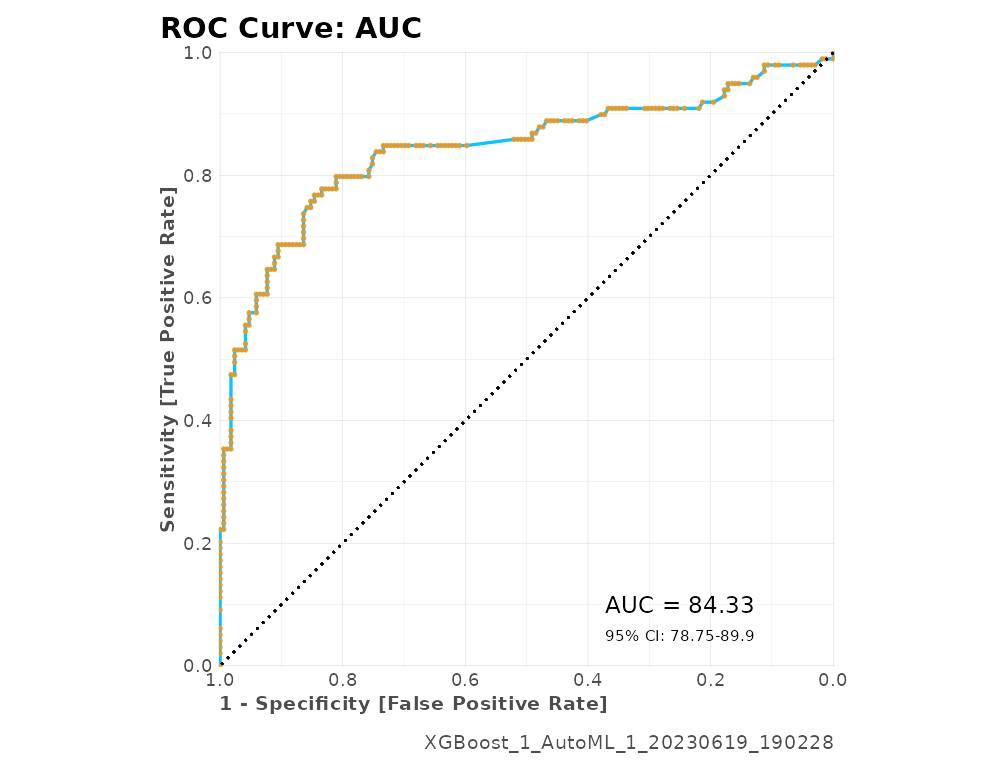 ROC Curve: AUC
1.0
0.8
0.6
0.4
0.2
0.0
Sensitivity [True Positive Rate]
AUC = 84.33
95% CI: 78.75-89.9
1.0 0.8 0.6 0.4 0.2 0.0
1 - Specificity [False Positive Rate]
XGBoost_1_AutoML_1_20230619_190228